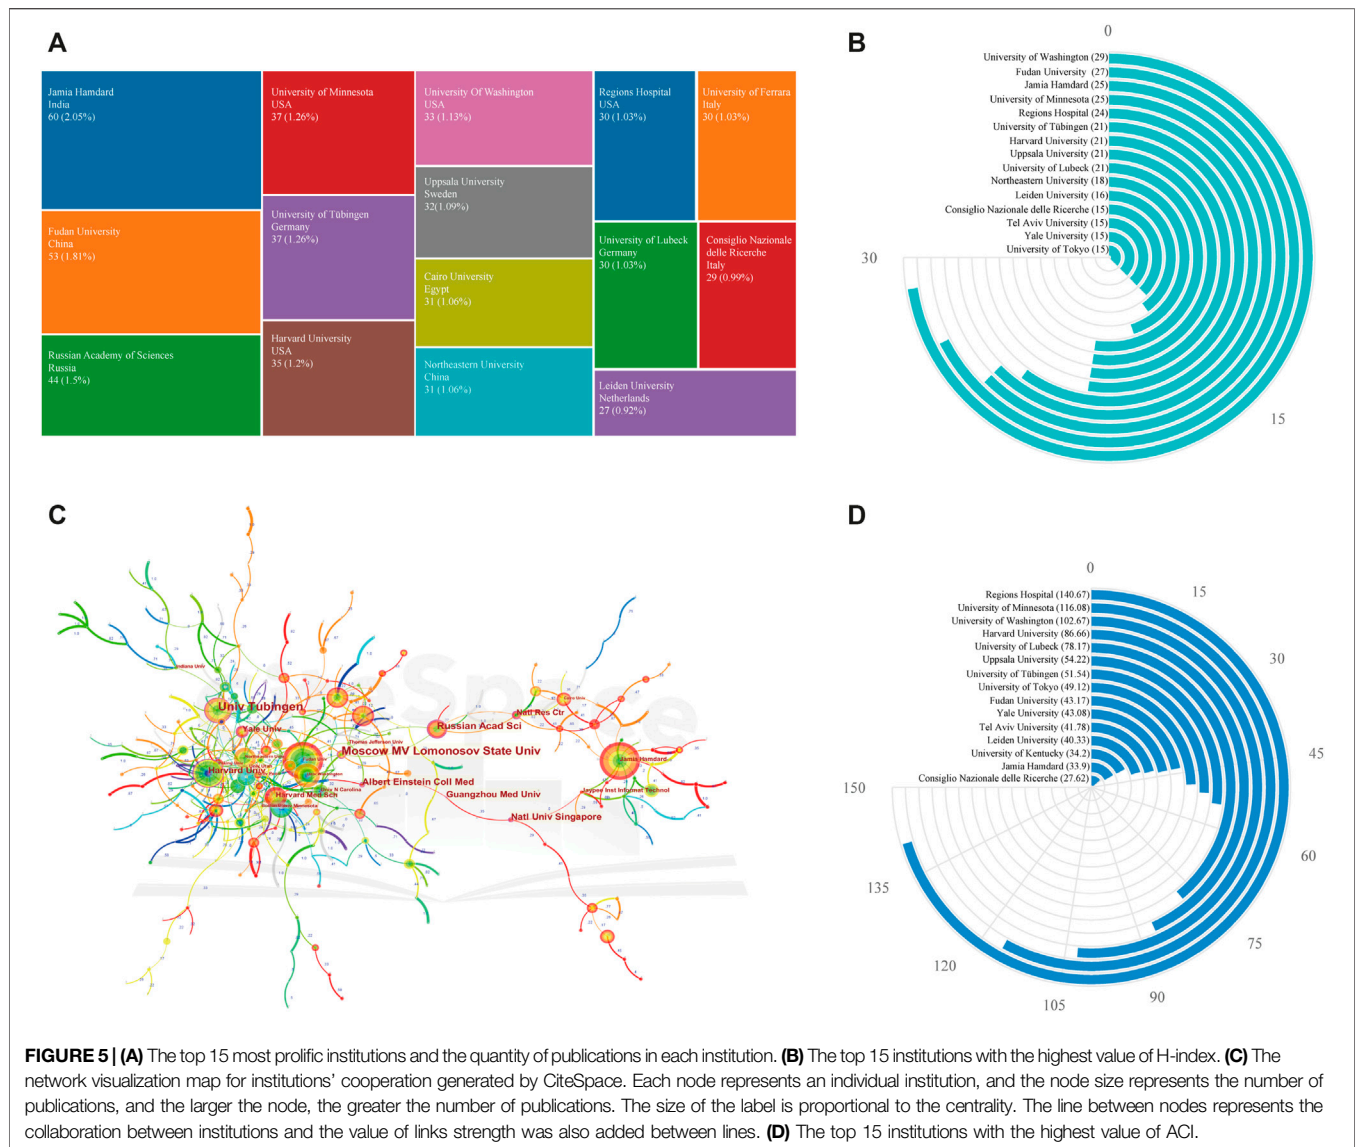 A
Jamia Hamdard
India
60 (2.05%)
Fudan University
China
53 (1.81%)
Russian Academy of Sciences
Russia
44 (1.5%)
University of Minnesota
USA
37 (1.26%)
University of Tübingen
Germany
37 (1.26%)
Harvard University
USA
35 (1.2%)
University Of Washington
USA
33 (1.13%)
Uppsala University
Sweden
32(1.09%)
Cairo University
Egypt
31 (1.06%)
Northeastern University
China
31 (1.06%)
Regions Hospital
USA
30 (1.03%)
University of Ferrara
Italy
30 (1.03%)
University of Lubeck
Germany
30 (1.03%)
Consiglio Nazionale
delle Ricerche
Italy
29 (0.99%)
Leiden University
Netherlands
27 (0.92%)
B
0
University of Washington (29)
Fudan University (27)
Jamia Hamdard (25)
University of Minnesota (25)
Regions Hospital (24)
University of Tübingen (21)
Harvard University (21)
Uppsala University (21)
University of Lubeck (21)
Northeastern University (18)
Leiden University (16)
Consiglio Nazionale delle Ricerche (15)
Tel Aviv University (15)
Yale University (15)
University of Tokyo (15)
30
15
C
Indiana Univ
Univ Tubingen
Yale Univ
Harvard Univ
Harvard Med Sch
Thomas Jefferson Univ
Moscow MV Lomonosov State Univ
Albert Einstein Coll Med
Guangzhou Med Univ
Natl Univ Singapore
Russian Acad Sci
Natl Res Ctr
Cairo Univ
Jamia Hamdard
Jaypee Inst Informat Technol
Univ N Carolina
CiteSpace
D
0
15
30
45
60
75
90
105
120
135
150
Regions Hospital (140.67)
University of Minnesota (116.08)
University of Washington (102.67)
Harvard University (86.66)
University of Lubeck (78.17)
Uppsala University (54.22)
University of Tübingen (51.54)
University of Tokyo (49.12)
Fudan University (43.17)
Yale University (43.08)
Tel Aviv University (41.78)
Leiden University (40.33)
University of Kentucky (34.2)
Jamia Hamdard (33.9)
Consiglio Nazionale delle Ricerche (27.62)
FIGURE 5 | (A) The top 15 most prolific institutions and the quantity of publications in each institution. (B) The top 15 institutions with the highest value of H-index. (C) The
network visualization map for institutions' cooperation generated by CiteSpace. Each node represents an individual institution, and the node size represents the number of
publications, and the larger the node, the greater the number of publications. The size of the label is proportional to the centrality. The line between nodes represents the
collaboration between institutions and the value of links strength was also added between lines. (D) The top 15 institutions with the highest value of ACI.